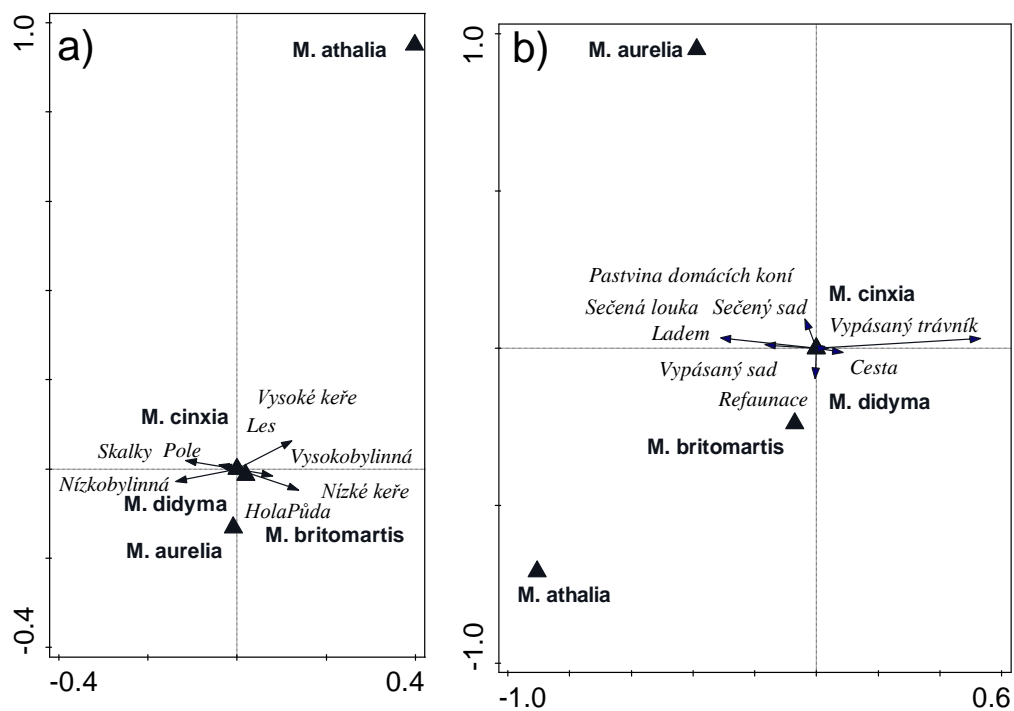 a)
1.0
M. athalia
Vysoké keře
M. cinxia
Les
Skalky Pole
Vysokobylinná
Nízkobylinná
Nízké keře
M. didyma
HolaPůda
M. britomartis
M. aurelia
-0.4
-0.4
0.4
b)
1.0
M. aurelia
Pastvina domácích koní
M. cinxia
Sečená louka Sečený sad
Vypásaný trávník
Ladem
Vypásaný sad
Cesta
Refaunace
M. didyma
M. britomartis
M. athalia
-1.0
-1.0
0.6